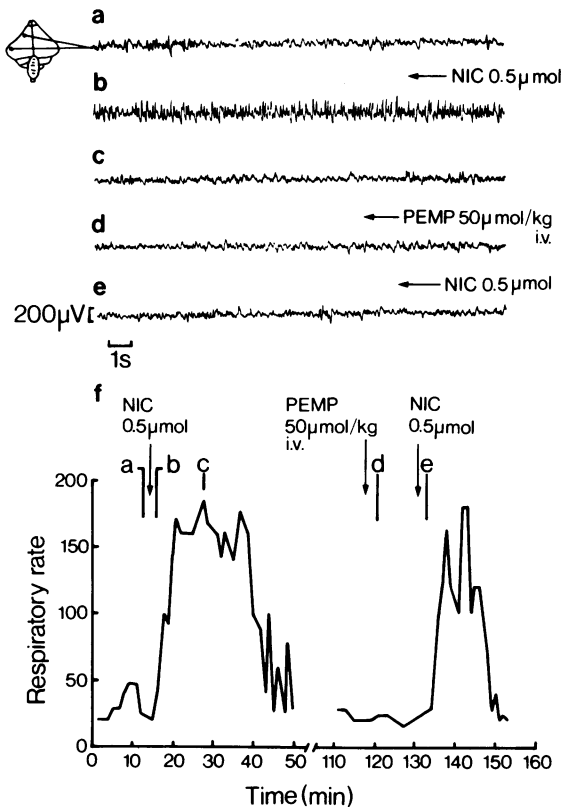 a
b
NIC 0.5μmol
c
d
PEMP 50μmol/kg
i.v.
e
NIC 0.5μmol
200μV
1s
f
NIC
0.5μmol
PEMP
50μmol/kg
i.v.
NIC
0.5μmol
a
b
c
d
e
200
150
100
50
0
Respiratory rate
0 10 20 30 40 50 110 120 130 140 150 160
Time (min)